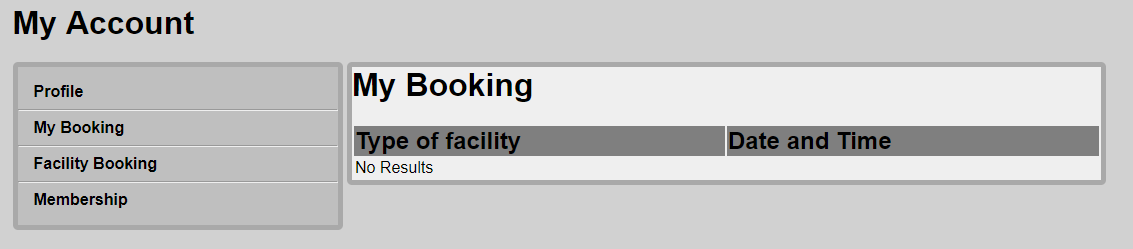 My Account
Profile
My Booking
Facility Booking
Membership
My Booking
Type of facility Date and Time
No Results